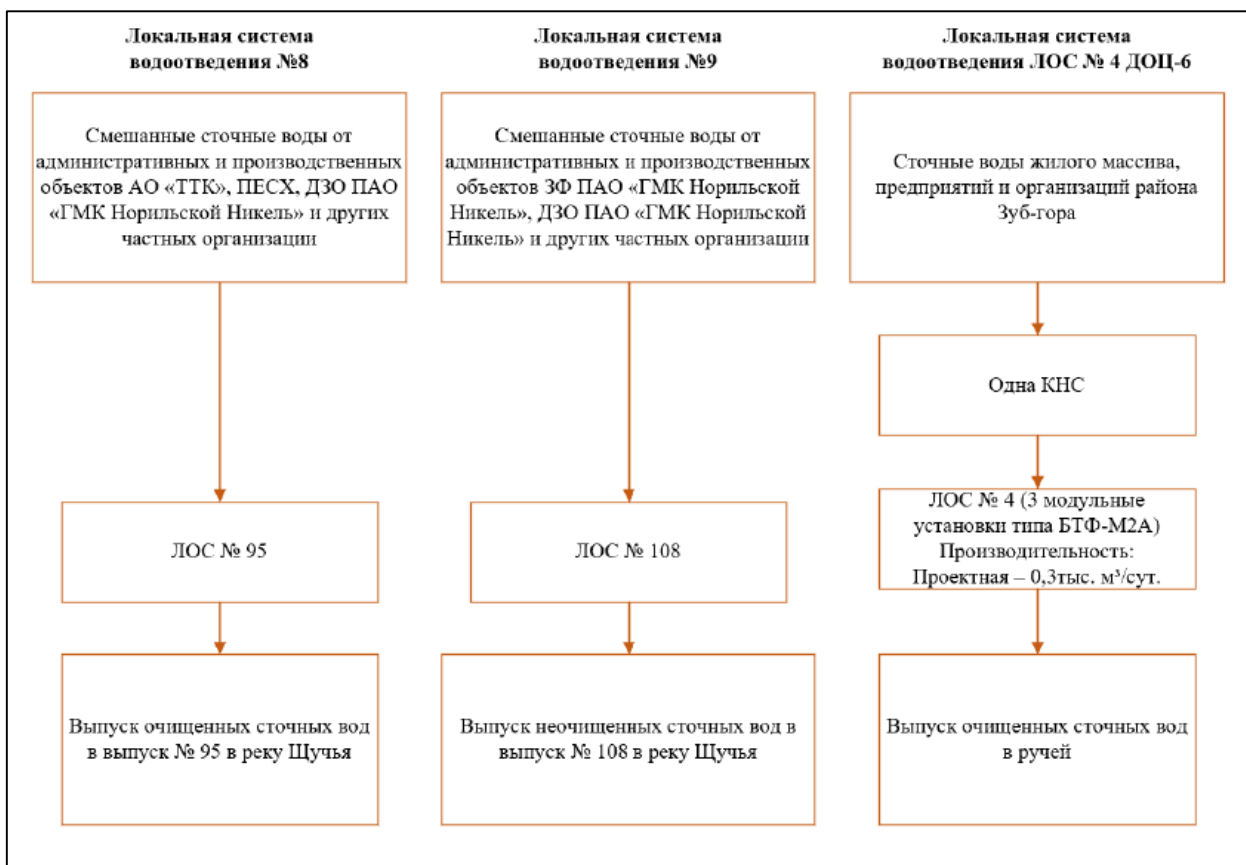 Локальная система
водоотведения №8
Смешанные сточные воды от
административных и производственных
объектов АО «ТТК», ПЕСХ, ДЗО ПАО
«ГМК Норильской Никель» и других
частных организации
ЛОС № 95
Выпуск очищенных сточных вод
в выпуск № 95 в реку Щучья
Локальная система
водоотведения №9
Смешанные сточные воды от
административных и производственных
объектов ЗФ ПАО «ГМК Норильской
Никель», ДЗО ПАО «ГМК Норильской
Никель» и других частных организации
ЛОС № 108
Выпуск неочищенных сточных вод в
выпуск № 108 в реку Щучья
Локальная система
водоотведения ЛОС № 4 ДОЦ-6
Сточные воды жилого массива,
предприятий и организаций района
Зуб-гора
Одна КНС
ЛОС № 4 (3 модульные
установки типа БТФ-М2А)
Производительность:
Проектная – 0,3тыс. м³/сут.
Выпуск очищенных сточных вод
в ручей